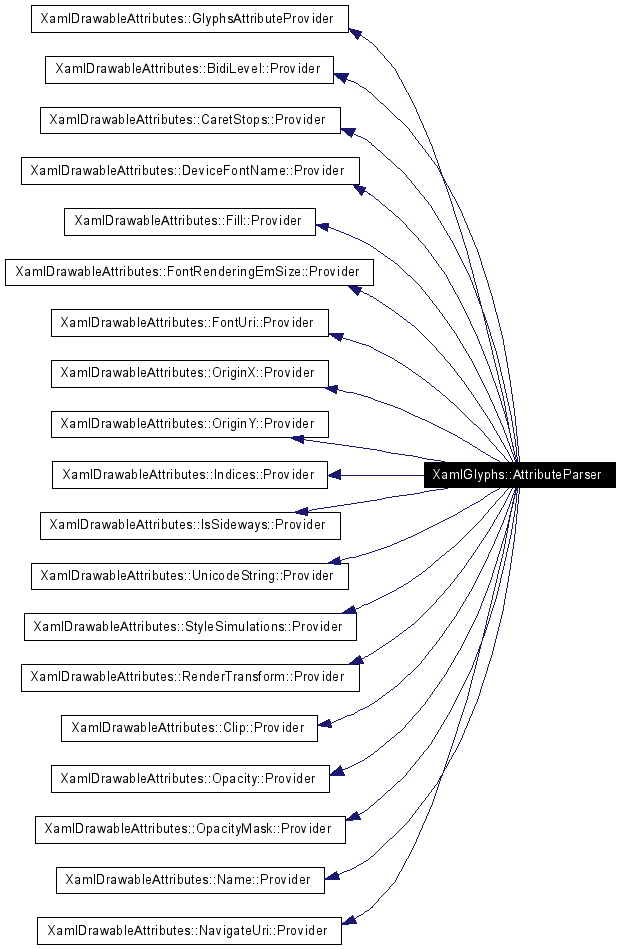 XamlDrawableAttributes::GlyphsAttributeProvider
XamlDrawableAttributes::BidiLevel::Provider
XamlDrawableAttributes::CaretStops::Provider
XamlDrawableAttributes::DeviceFontName::Provider
XamlDrawableAttributes::Fill::Provider
XamlDrawableAttributes::FontRenderingEmSize::Provider
XamlDrawableAttributes::FontUri::Provider
XamlDrawableAttributes::OriginX::Provider
XamlDrawableAttributes::OriginY::Provider
XamlDrawableAttributes::Indices::Provider
XamlGlyphs::AttributeParser
XamlDrawableAttributes::IsSideways::Provider
XamlDrawableAttributes::UnicodeString::Provider
XamlDrawableAttributes::StyleSimulations::Provider
XamlDrawableAttributes::RenderTransform::Provider
XamlDrawableAttributes::Clip::Provider
XamlDrawableAttributes::Opacity::Provider
XamlDrawableAttributes::OpacityMask::Provider
XamlDrawableAttributes::Name::Provider
XamlDrawableAttributes::NavigateUri::Provider